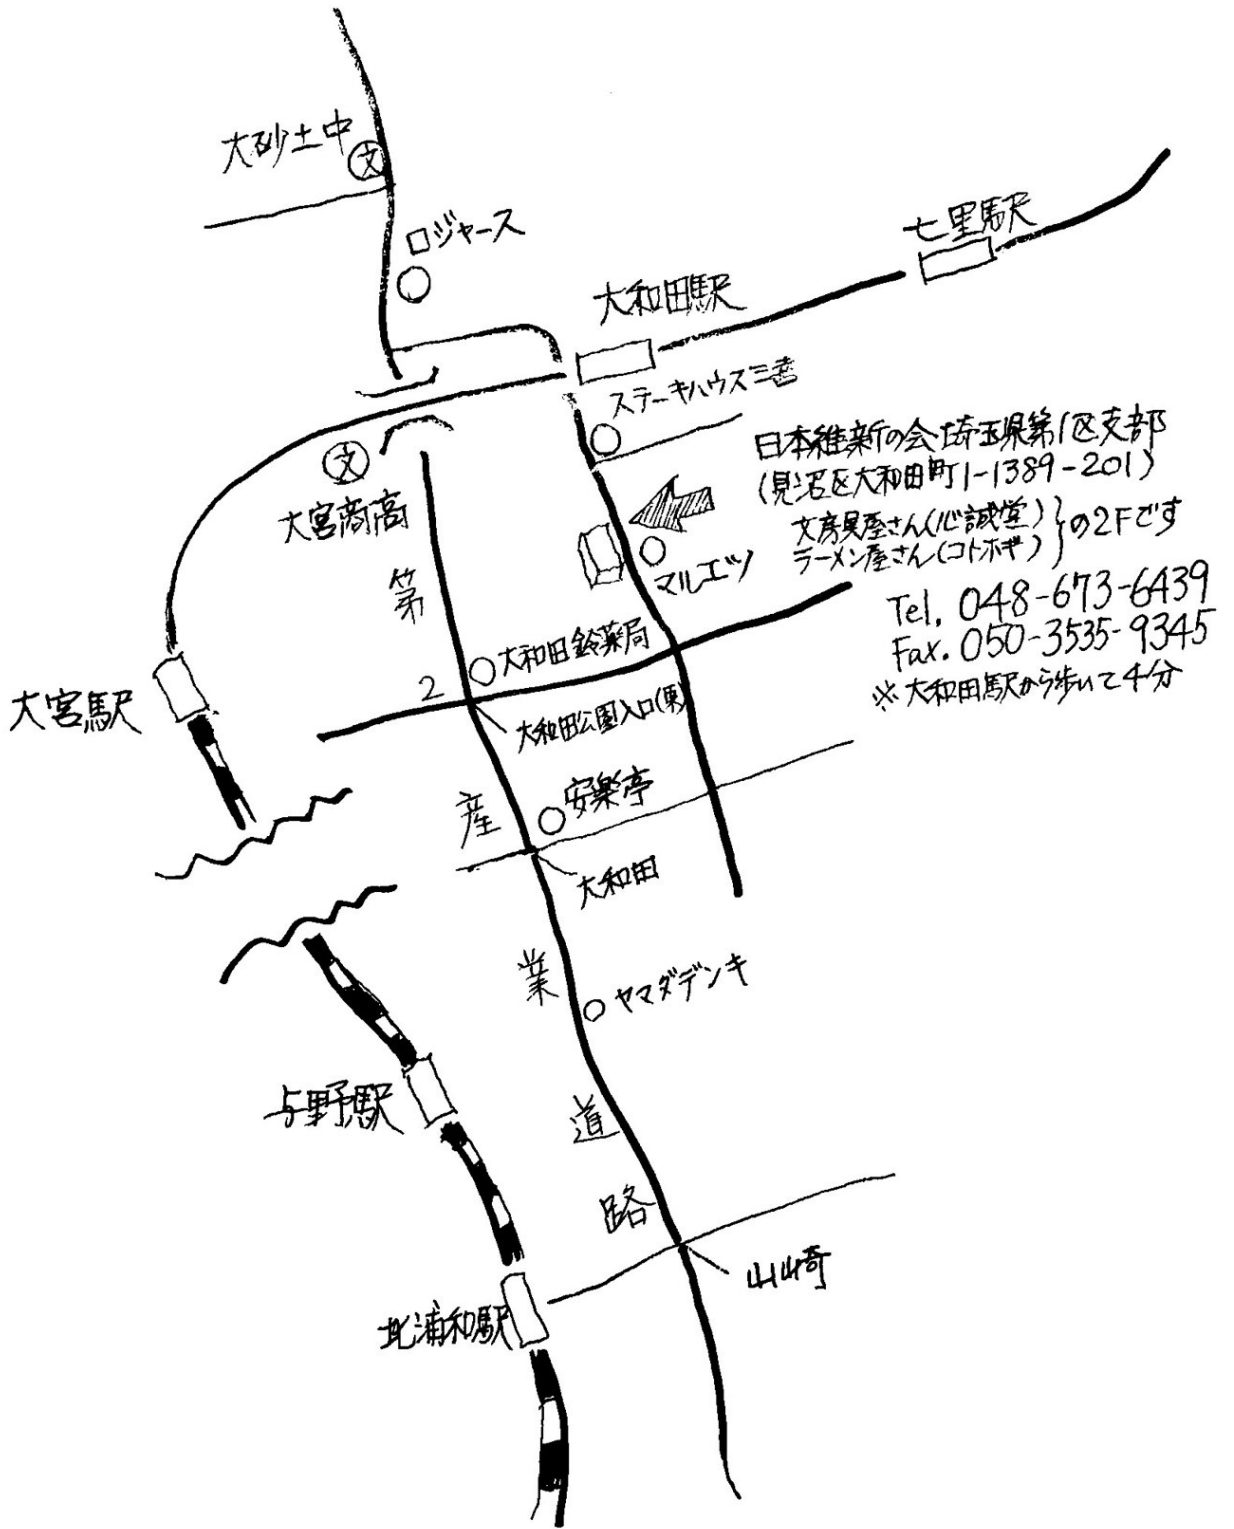 大砂土中
文
ロジャース
七里駅
大和田駅
ステーキハウス三喜
日本維新の会埼玉県第1区支部
(見沼区大和田町1-1389-201)
文房具屋さん(心誠堂)
ラーメン屋さん(コトホギ)
の2Fです
Tel. 048-673-6439
Fax. 050-3535-9345
※大和田駅から歩いて4分
文
大宮商高
マルエツ
第2産業道路
大和田鈴薬局
大宮駅
大和田公園入口(東)
安楽亭
大和田
ヤマダデンキ
与野駅
山崎
北浦和駅